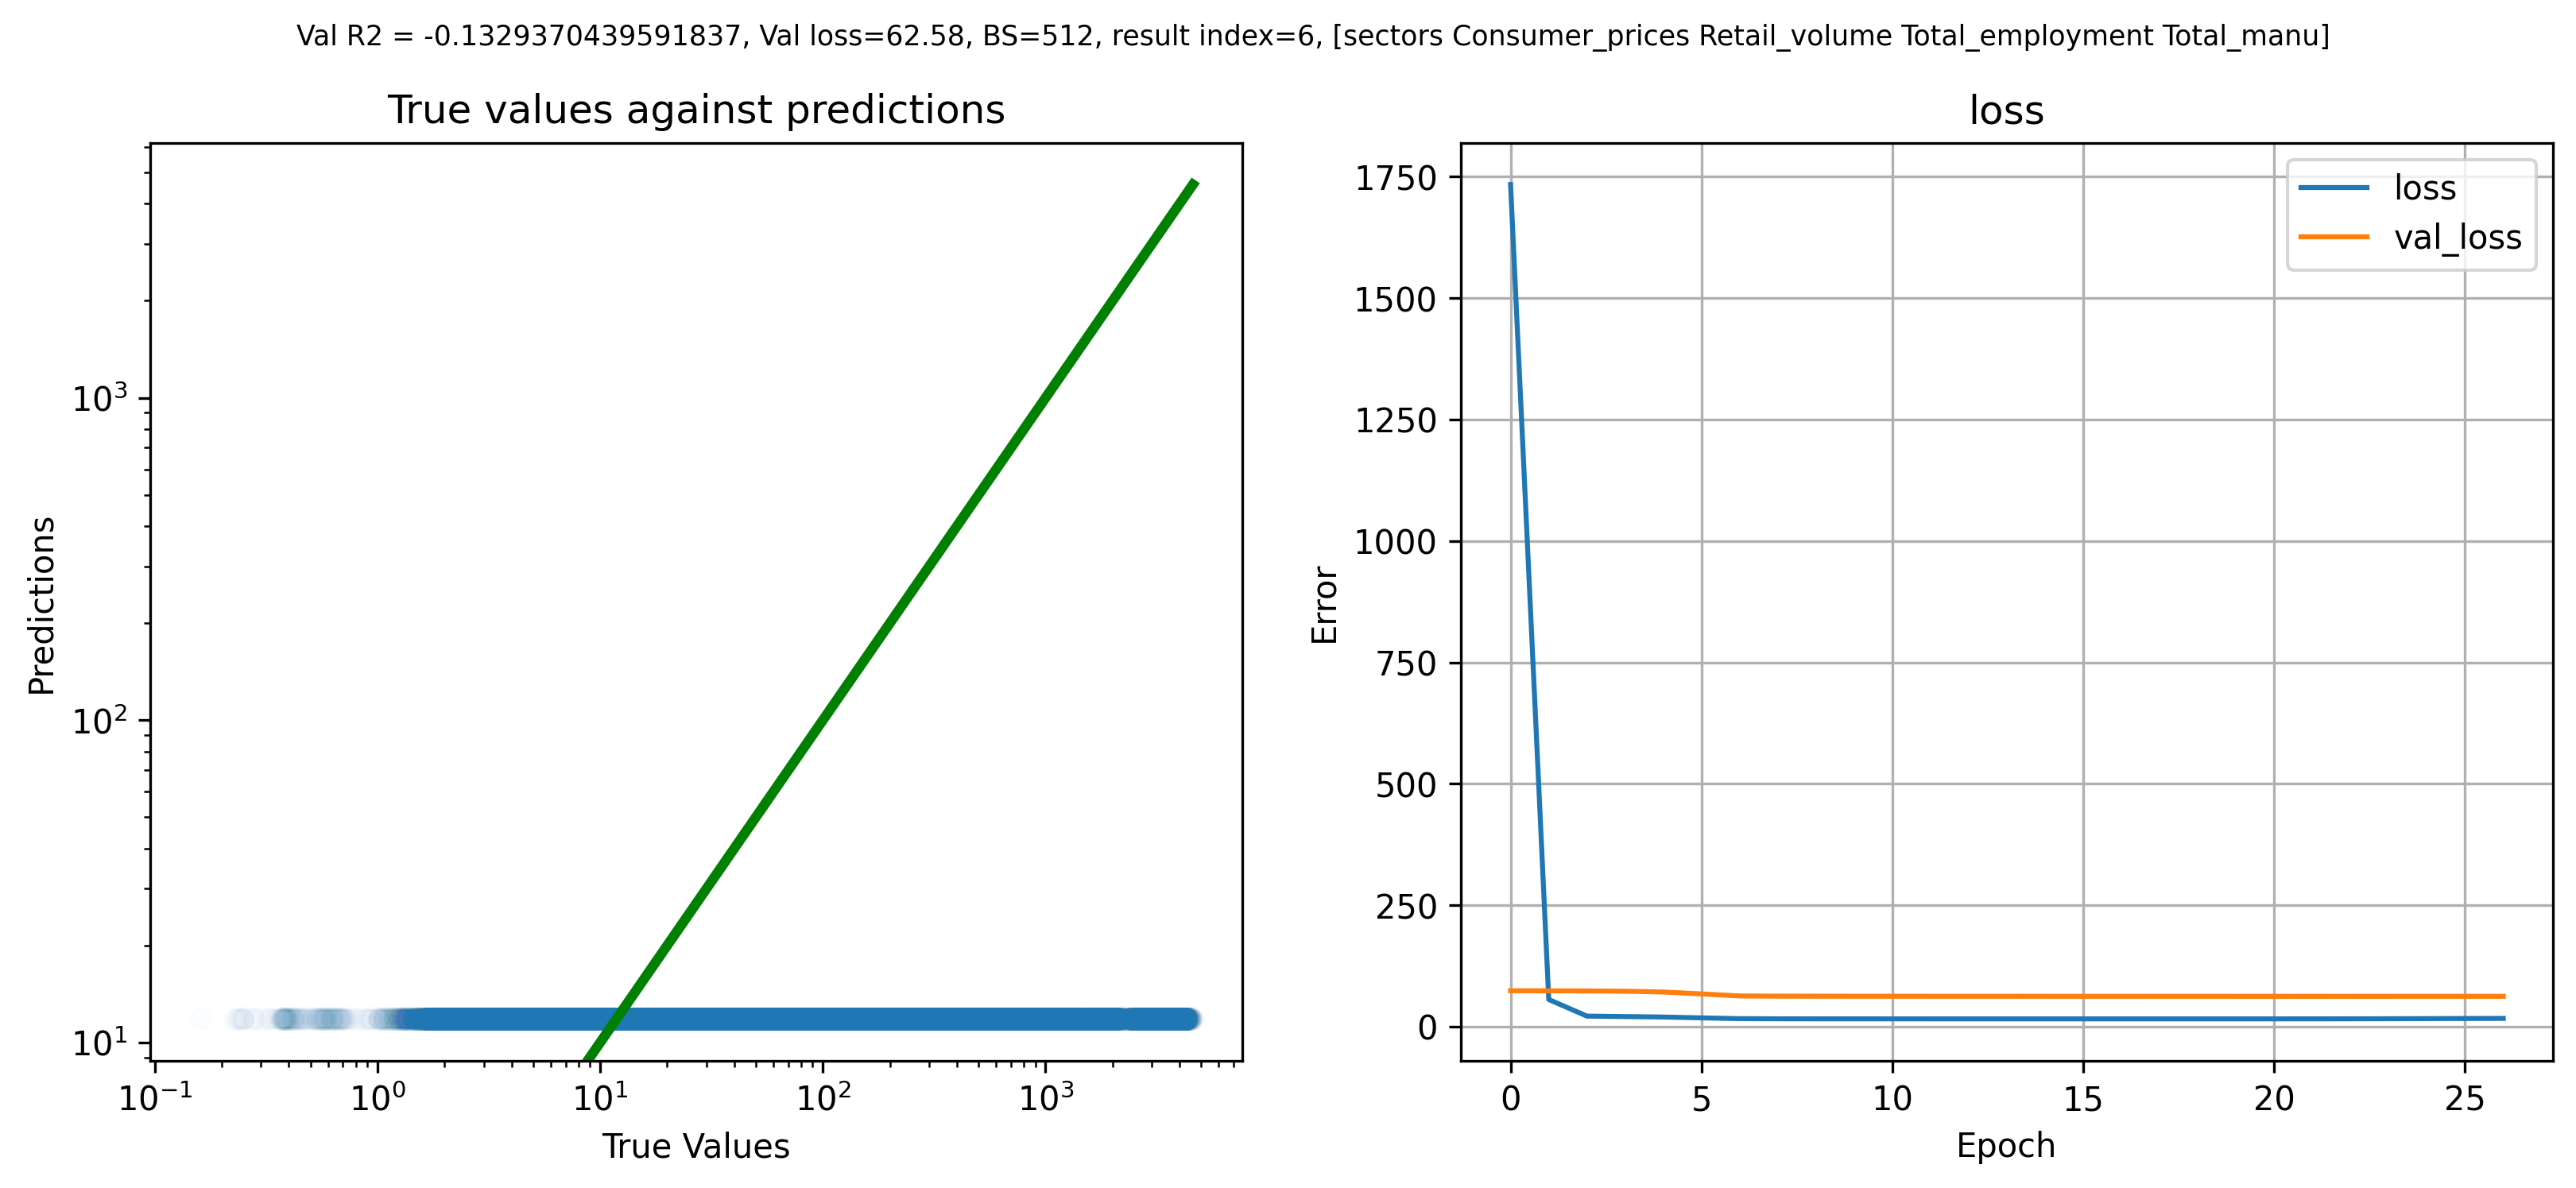 Val R2 = -0.1329370439591837, Val loss=62.58, BS=512, result index=6, [sectors Consumer_prices Retail_volume Total_employment Total_manu]
True values against predictions
10³
10²
10¹
Predictions
10⁻¹ 10⁰ 10¹ 10² 10³
True Values
loss
1750
1500
1250
1000
750
500
250
0
Error
0 5 10 15 20 25
Epoch
loss
val_loss